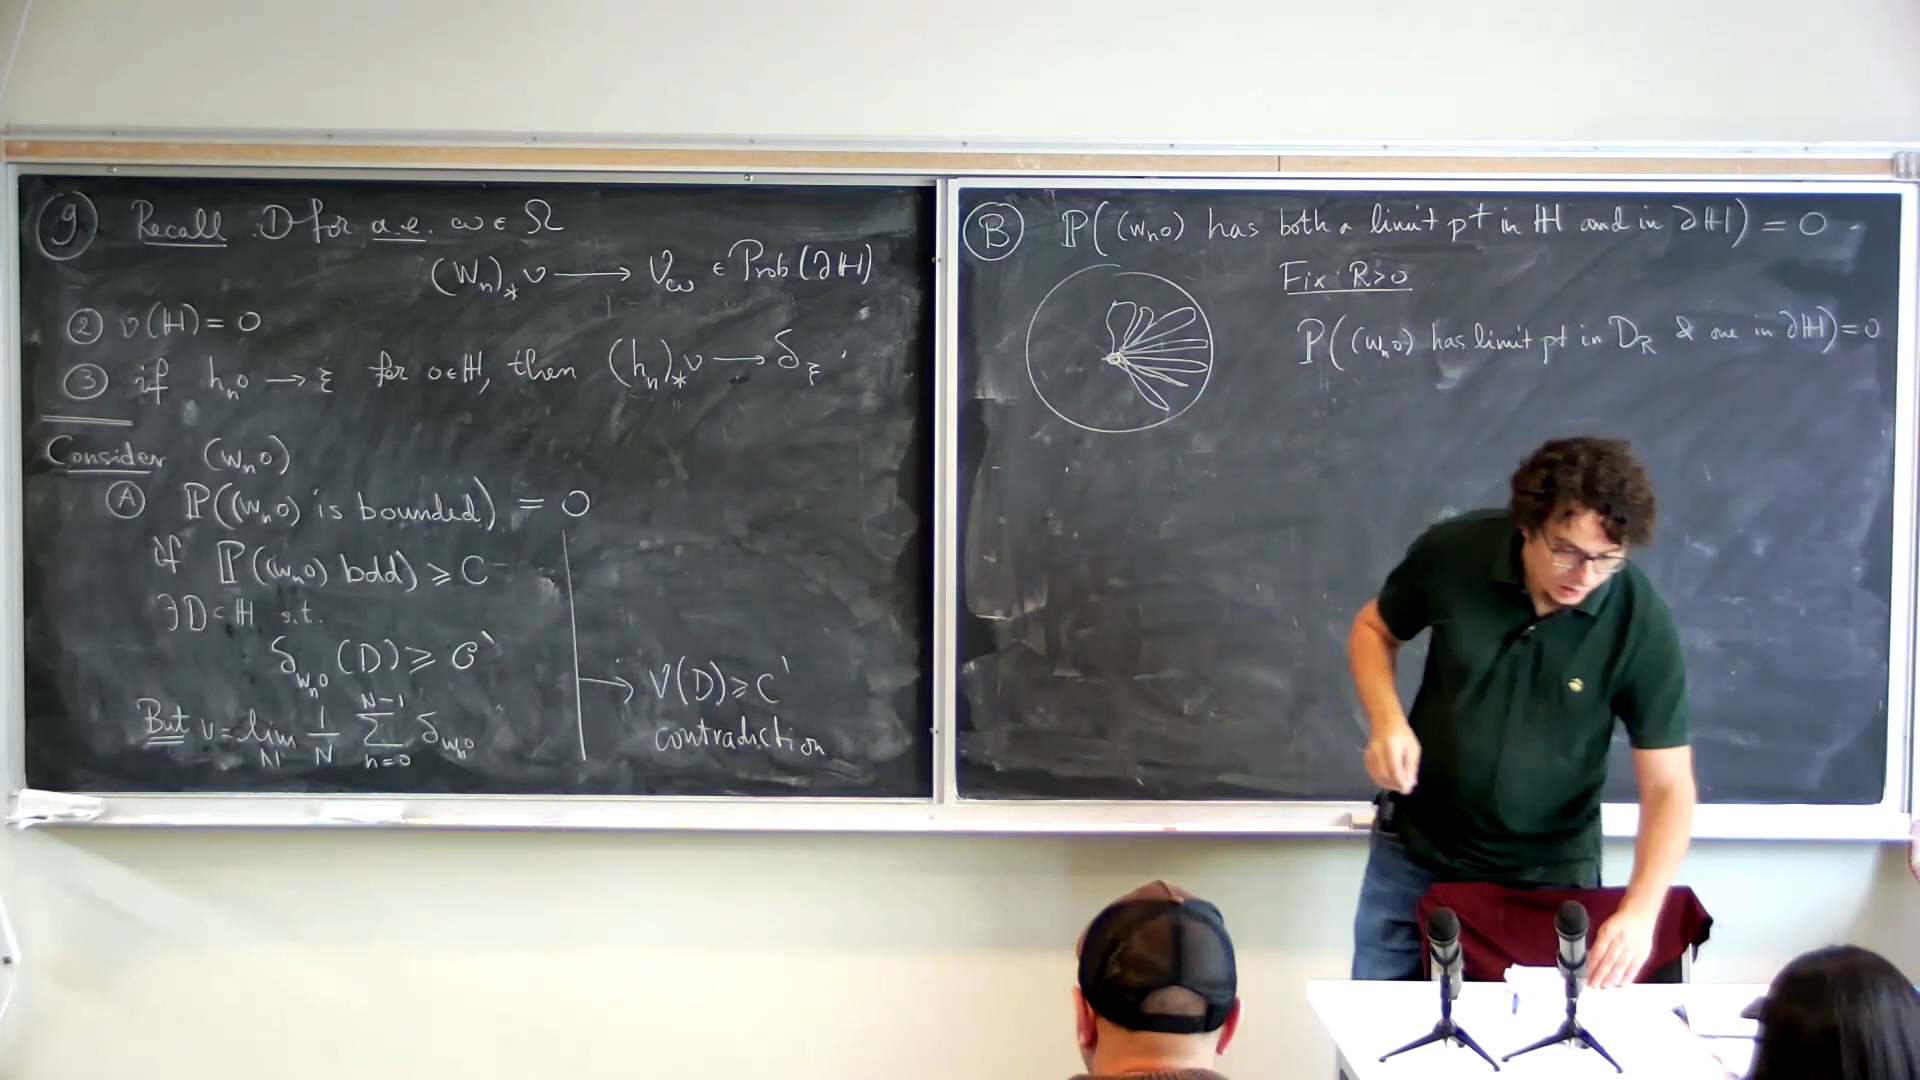 ⑨ Recall ① for a.e. ω ∈ Ω
(w_n)_* ν → ν_ω ∈ Prob(∂ℍ)
② ν(ℍ) = 0
③ if h_n o → ξ for o ∈ ℍ, then (h_n)_* ν → δ_ξ .
Consider (w_n o)
Ⓐ ℙ((w_n o) is bounded) = 0
If ℙ((w_n o) bdd) ⩾ C
∃ D ⊂ ℍ s.t.
δ_{w_n o} (D) ⩾ C'
But ν = lim_N 1/N ∑_{n=0}^{N-1} δ_{w_n o}
→ ν(D) ⩾ C'
contradiction
Ⓑ ℙ((w_n o) has both a limit pt in ℍ and in ∂ℍ) = 0 .
Fix R>0
ℙ((w_n o) has limit pt in D_R & one in ∂ℍ) = 0